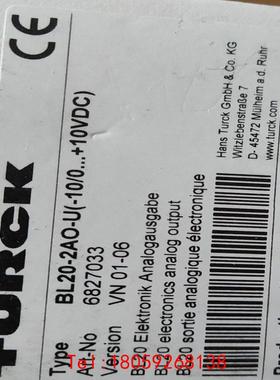 TURCK
CE
Hans Turck GmbH & Co. KG
Witzlebenstraße 7
D- 45472 Mülheim a.d. Ruhr
www.turck.com
Type BL20-2AO-U(-10/0...+10VDC)
Art.-No 6827033
Version VN 01-06
BL20 Elektronik Analogausgabe
BL20 electronics analog output
BL20 sortie analogique électronique
Tel: 18059268138